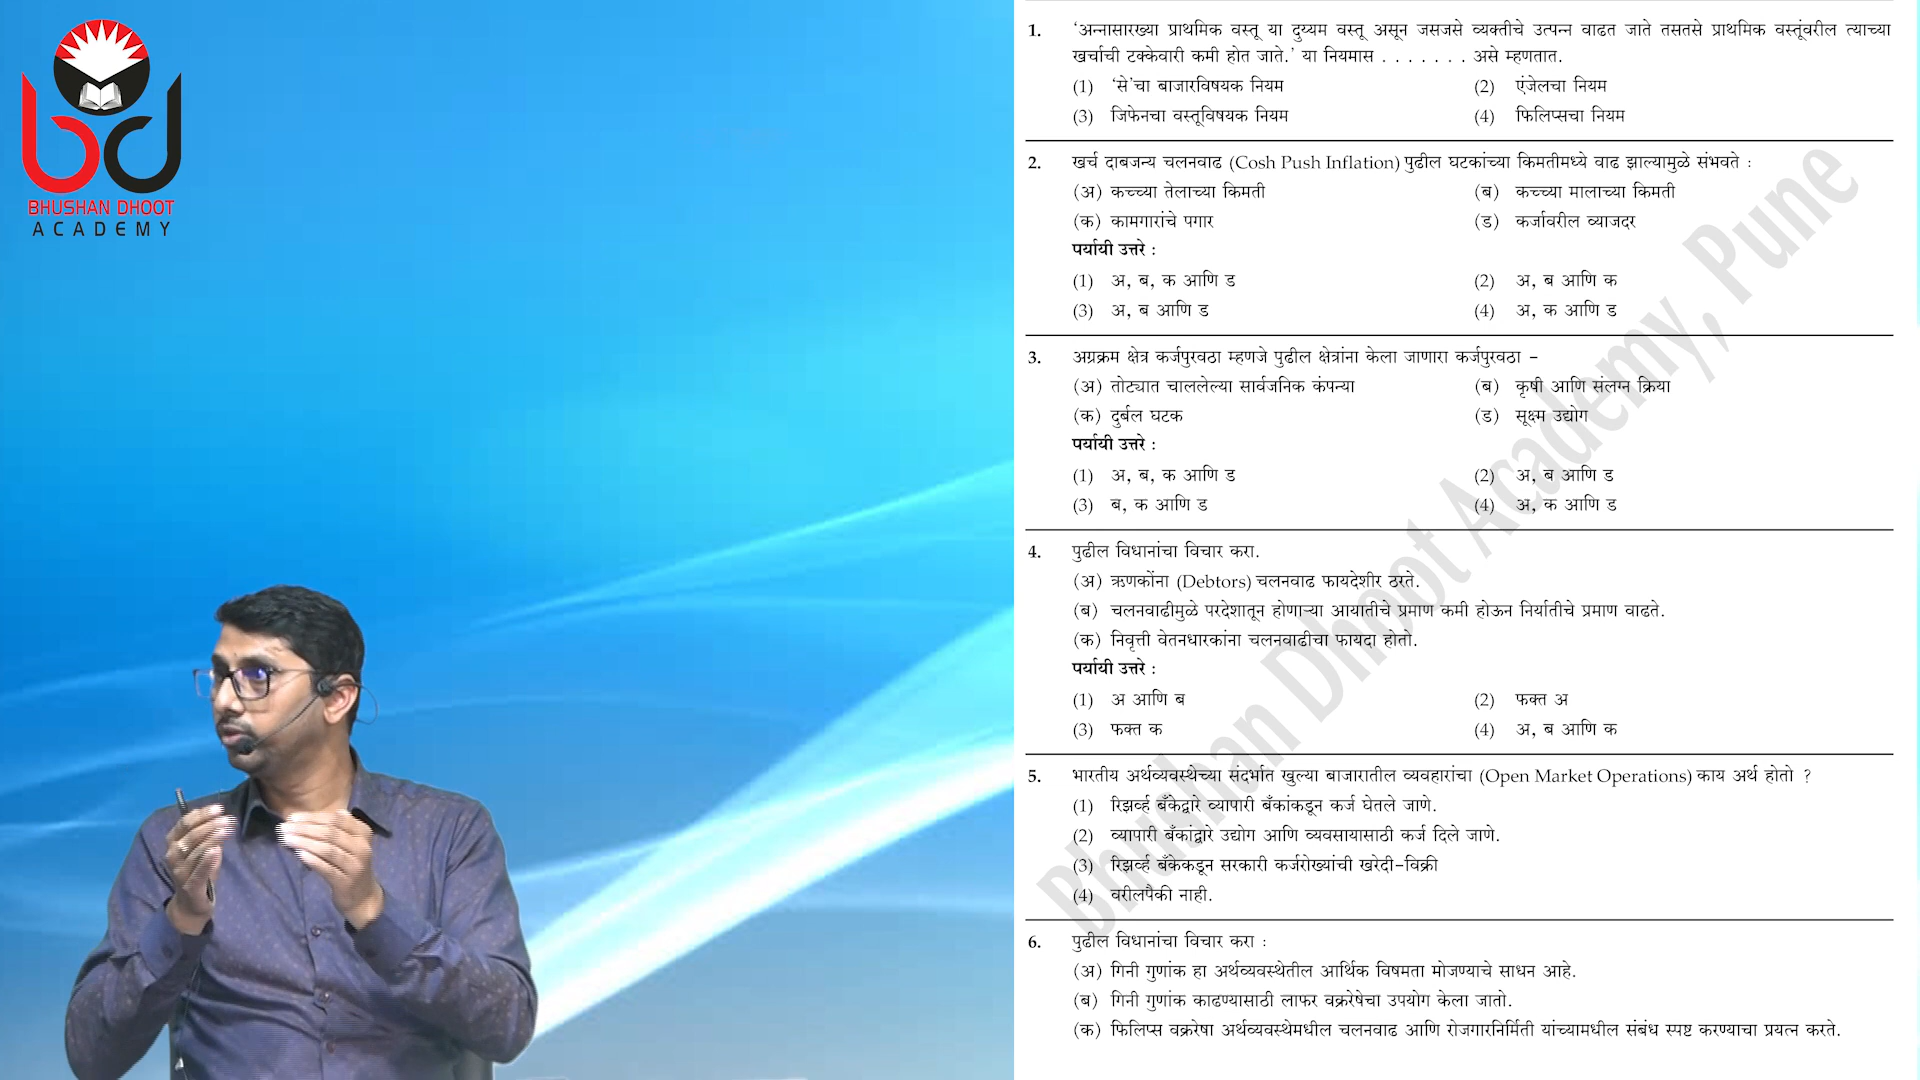 BHUSHAN DHOOT
ACADEMY
1. ‘अन्नासारख्या प्राथमिक वस्तू या दुय्यम वस्तू असून जसजसे व्यक्तीचे उत्पन्न वाढत जाते तसतसे प्राथमिक वस्तूंवरील त्याच्या
खर्चाची टक्केवारी कमी होत जाते.’ या नियमास . . . . . . . असे म्हणतात.
(1) ‘से’चा बाजारविषयक नियम (2) एंजेलचा नियम
(3) जिफेनचा वस्तूविषयक नियम (4) फिलिप्सचा नियम
2. खर्च दाबजन्य चलनवाढ (Cosh Push Inflation) पुढील घटकांच्या किमतीमध्ये वाढ झाल्यामुळे संभवते :
(अ) कच्च्या तेलाच्या किमती (ब) कच्च्या मालाच्या किमती
(क) कामगारांचे पगार (ड) कर्जावरील व्याजदर
पर्यायी उत्तरे :
(1) अ, ब, क आणि ड (2) अ, ब आणि क
(3) अ, ब आणि ड (4) अ, क आणि ड
3. अग्रक्रम क्षेत्र कर्जपुरवठा म्हणजे पुढील क्षेत्रांना केला जाणारा कर्जपुरवठा –
(अ) तोट्यात चाललेल्या सार्वजनिक कंपन्या (ब) कृषी आणि संलग्न क्रिया
(क) दुर्बल घटक (ड) सूक्ष्म उद्योग
पर्यायी उत्तरे :
(1) अ, ब, क आणि ड (2) अ, ब आणि ड
(3) ब, क आणि ड (4) अ, क आणि ड
4. पुढील विधानांचा विचार करा.
(अ) ऋणकोंना (Debtors) चलनवाढ फायदेशीर ठरते.
(ब) चलनवाढीमुळे परदेशातून होणाऱ्या आयातीचे प्रमाण कमी होऊन निर्यातीचे प्रमाण वाढते.
(क) निवृत्ती वेतनधारकांना चलनवाढीचा फायदा होतो.
पर्यायी उत्तरे :
(1) अ आणि ब (2) फक्त अ
(3) फक्त क (4) अ, ब आणि क
5. भारतीय अर्थव्यवस्थेच्या संदर्भात खुल्या बाजारातील व्यवहारांचा (Open Market Operations) काय अर्थ होतो ?
(1) रिझर्व्ह बँकेद्वारे व्यापारी बँकांकडून कर्ज घेतले जाणे.
(2) व्यापारी बँकांद्वारे उद्योग आणि व्यवसायासाठी कर्ज दिले जाणे.
(3) रिझर्व्ह बँकेकडून सरकारी कर्जरोख्यांची खरेदी–विक्री
(4) वरीलपैकी नाही.
6. पुढील विधानांचा विचार करा :
(अ) गिनी गुणांक हा अर्थव्यवस्थेतील आर्थिक विषमता मोजण्याचे साधन आहे.
(ब) गिनी गुणांक काढण्यासाठी लाफर वक्ररेषेचा उपयोग केला जातो.
(क) फिलिप्स वक्ररेषा अर्थव्यवस्थेमधील चलनवाढ आणि रोजगारनिर्मिती यांच्यामधील संबंध स्पष्ट करण्याचा प्रयत्न करते.
Bhushan Dhoot Academy, Pune